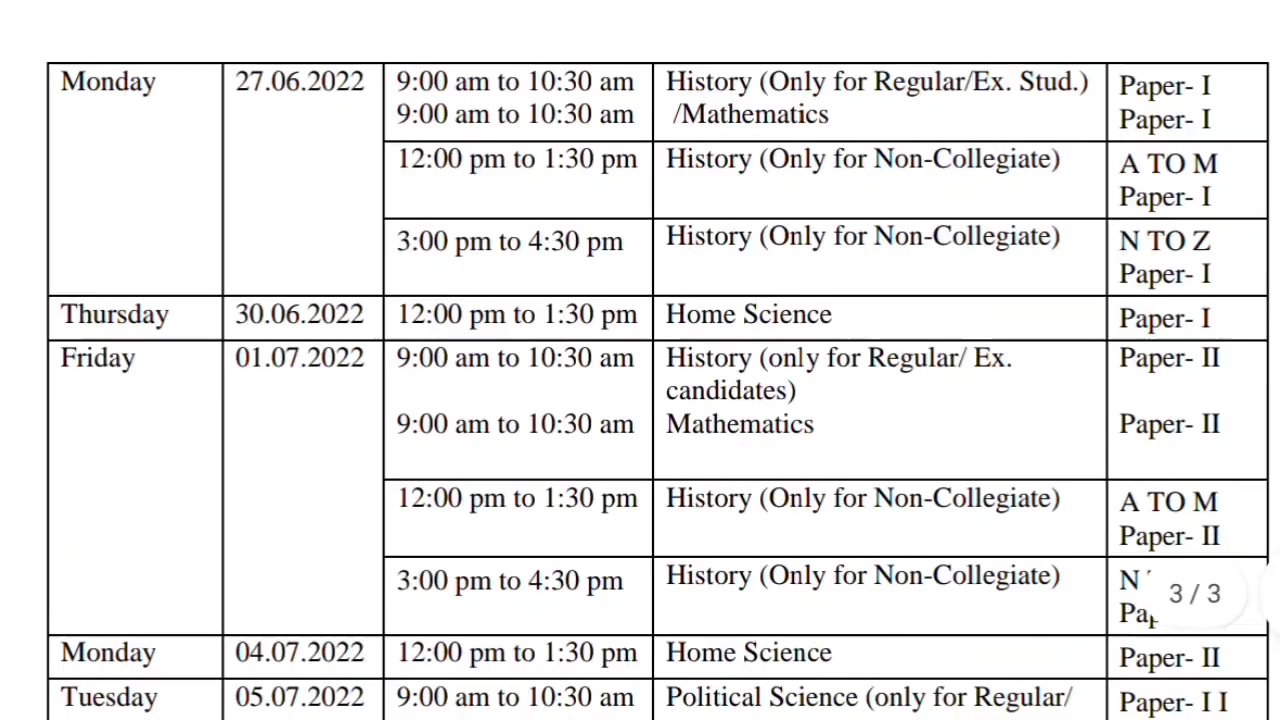 Monday 27.06.2022 9:00 am to 10:30 am History (Only for Regular/Ex. Stud.) Paper- I
9:00 am to 10:30 am /Mathematics Paper- I
12:00 pm to 1:30 pm History (Only for Non-Collegiate) A TO M
Paper- I
3:00 pm to 4:30 pm History (Only for Non-Collegiate) N TO Z
Paper- I
Thursday 30.06.2022 12:00 pm to 1:30 pm Home Science Paper- I
Friday 01.07.2022 9:00 am to 10:30 am History (only for Regular/ Ex. Paper- II
candidates)
9:00 am to 10:30 am Mathematics Paper- II
12:00 pm to 1:30 pm History (Only for Non-Collegiate) A TO M
Paper- II
3:00 pm to 4:30 pm History (Only for Non-Collegiate) N
3 / 3
Monday 04.07.2022 12:00 pm to 1:30 pm Home Science Paper- II
Tuesday 05.07.2022 9:00 am to 10:30 am Political Science (only for Regular/ Paper- I I